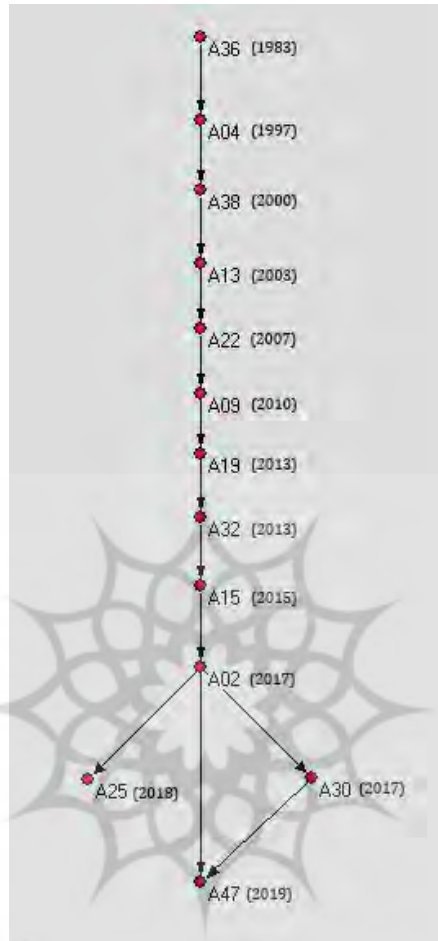 A36 (1983)
A04 (1997)
A38 (2000)
A13 (2003)
A22 (2007)
A09 (2010)
A19 (2013)
A32 (2013)
A15 (2015)
A02 (2017)
A25 (2018)
A30 (2017)
A47 (2019)